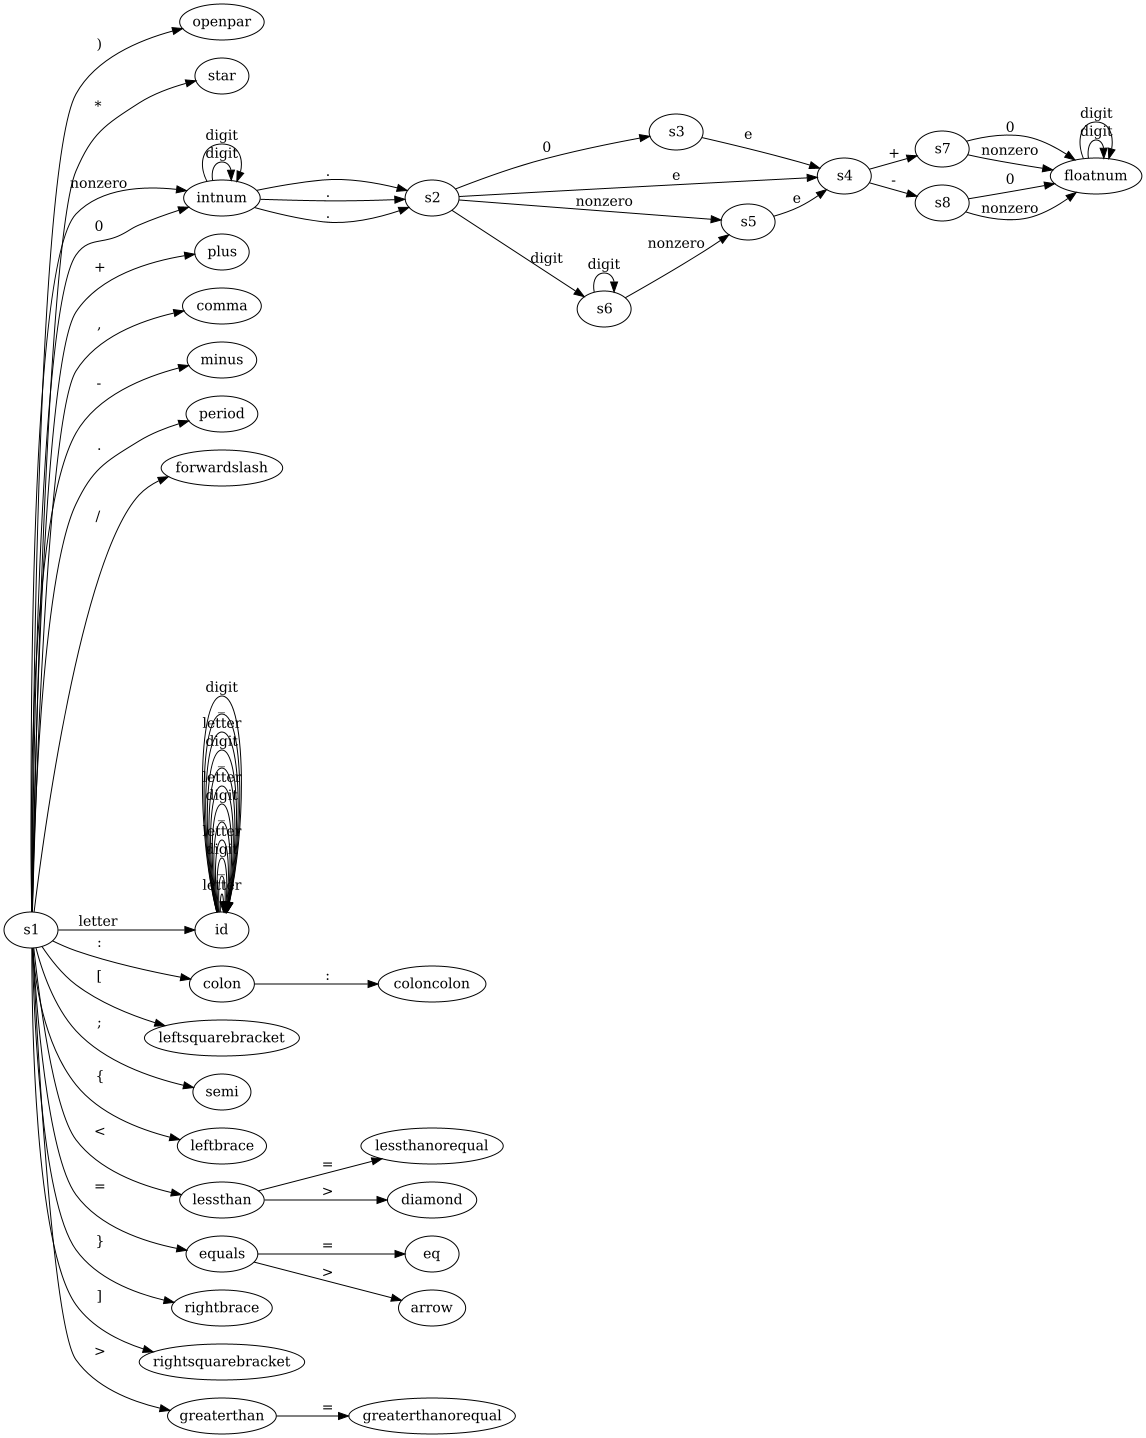 )
openpar
*
star
digit
digit
nonzero
0
intnum
.
.
.
s2
0
s3
e
e
nonzero
s5
e
digit
digit
s6
nonzero
s4
+
-
s7
s8
0
nonzero
0
nonzero
digit
digit
floatnum
+
plus
,
comma
-
minus
.
period
/
forwardslash
digit
_
letter
digit
_
letter
digit
_
letter
digit
_
letter
s1
letter
id
:
colon
:
coloncolon
[
leftsquarebracket
;
semi
{
leftbrace
<
lessthan
=
lessthanorequal
>
diamond
=
equals
=
eq
>
arrow
}
rightbrace
]
rightsquarebracket
>
greaterthan
=
greaterthanorequal